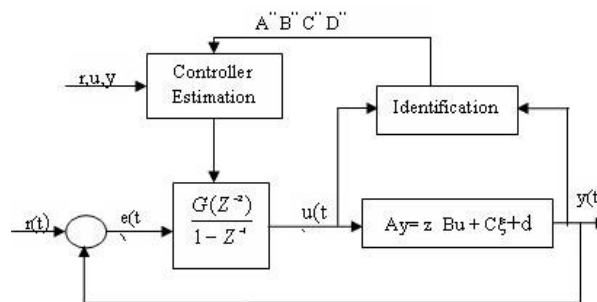 A" B" C" D"
r,u,y
Controller
Estimation
Identification
r(t)
e(t
G(Z⁻²)
1 - Z⁻¹
u(t
Ay= z Bu + Cξ+d
y(t